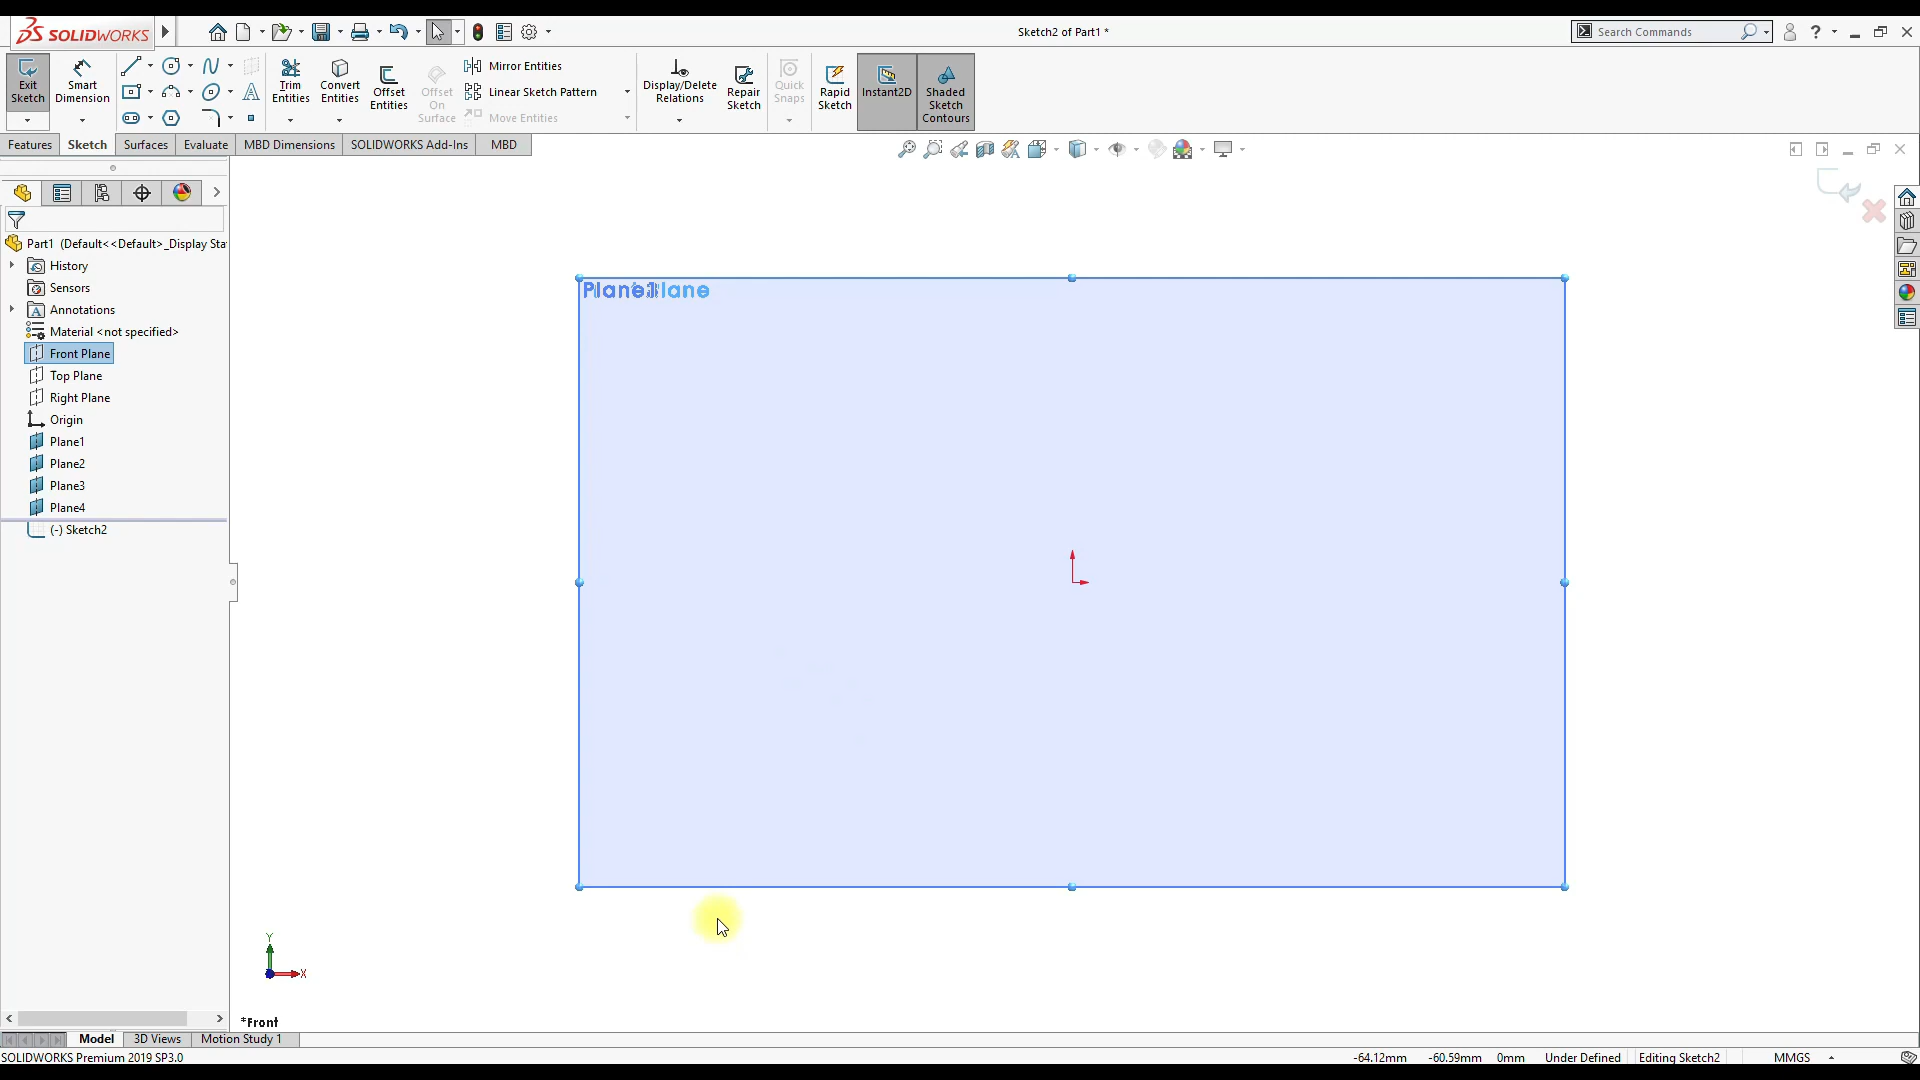 SOLIDWORKS
Sketch2 of Part1 *
Search Commands
?
Exit Sketch
Smart Dimension
Trim Entities
Convert Entities
Offset Entities
Offset On Surface
Mirror Entities
Linear Sketch Pattern
Move Entities
Display/Delete Relations
Repair Sketch
Quick Snaps
Rapid Sketch
Instant2D
Shaded Sketch Contours
Features
Sketch
Surfaces
Evaluate
MBD Dimensions
SOLIDWORKS Add-Ins
MBD
Part1 (Default<<Default>_Display Sta
History
Sensors
Annotations
Material <not specified>
Front Plane
Top Plane
Right Plane
Origin
Plane1
Plane2
Plane3
Plane4
(-) Sketch2
Y
X
*Front
Model
3D Views
Motion Study 1
SOLIDWORKS Premium 2019 SP3.0
-64.12mm
-60.59mm
0mm
Under Defined
Editing Sketch2
MMGS